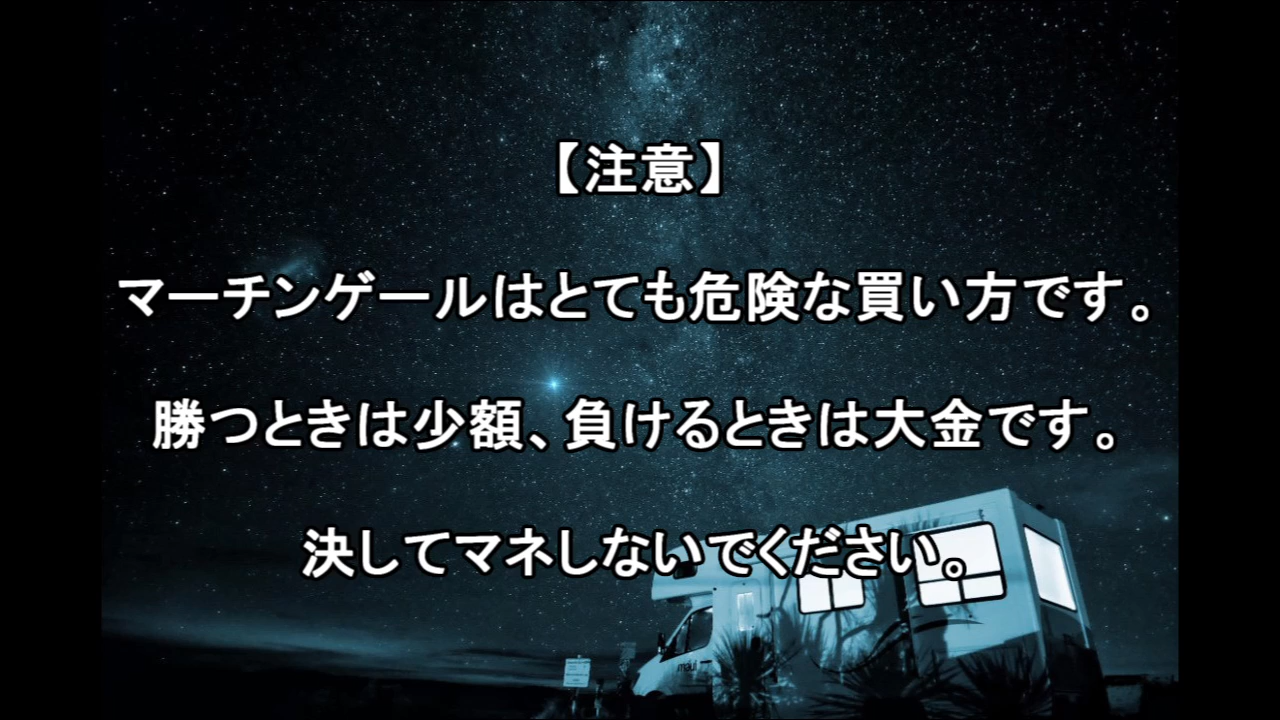 【注意】
マーチンゲールはとても危険な買い方です。
勝つときは少額、負けるときは大金です。
決してマネしないでください。
maui